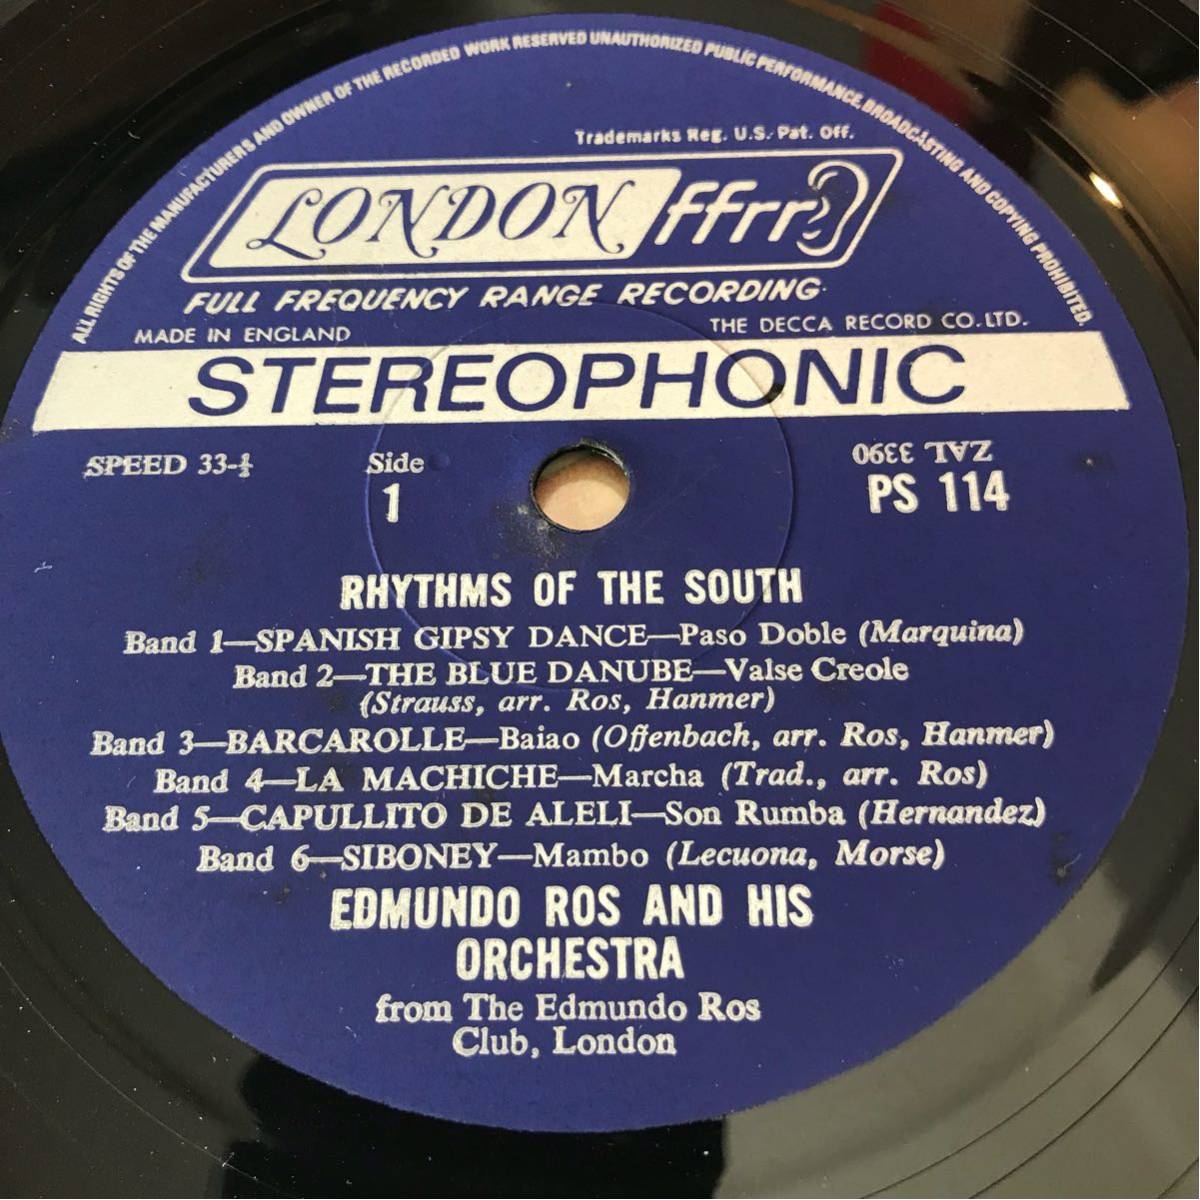 ALL RIGHTS OF THE MANUFACTURERS AND OWNER OF THE RECORDED WORK RESERVED UNAUTHORIZED PUBLIC PERFORMANCE, BROADCASTING AND COPYING PROHIBITED.
Trademarks Reg. U.S. Pat. Off.
LONDON ffrr
FULL FREQUENCY RANGE RECORDING
MADE IN ENGLAND
THE DECCA RECORD CO. LTD.
STEREOPHONIC
SPEED 33-⅓
Side
1
ZAL 3390
PS 114
RHYTHMS OF THE SOUTH
Band 1—SPANISH GIPSY DANCE—Paso Doble (Marquina)
Band 2—THE BLUE DANUBE—Valse Creole
(Strauss, arr. Ros, Hanmer)
Band 3—BARCAROLLE—Baiao (Offenbach, arr. Ros, Hanmer)
Band 4—LA MACHICHE—Marcha (Trad., arr. Ros)
Band 5—CAPULLITO DE ALELI—Son Rumba (Hernandez)
Band 6—SIBONEY—Mambo (Lecuona, Morse)
EDMUNDO ROS AND HIS
ORCHESTRA
from The Edmundo Ros
Club, London